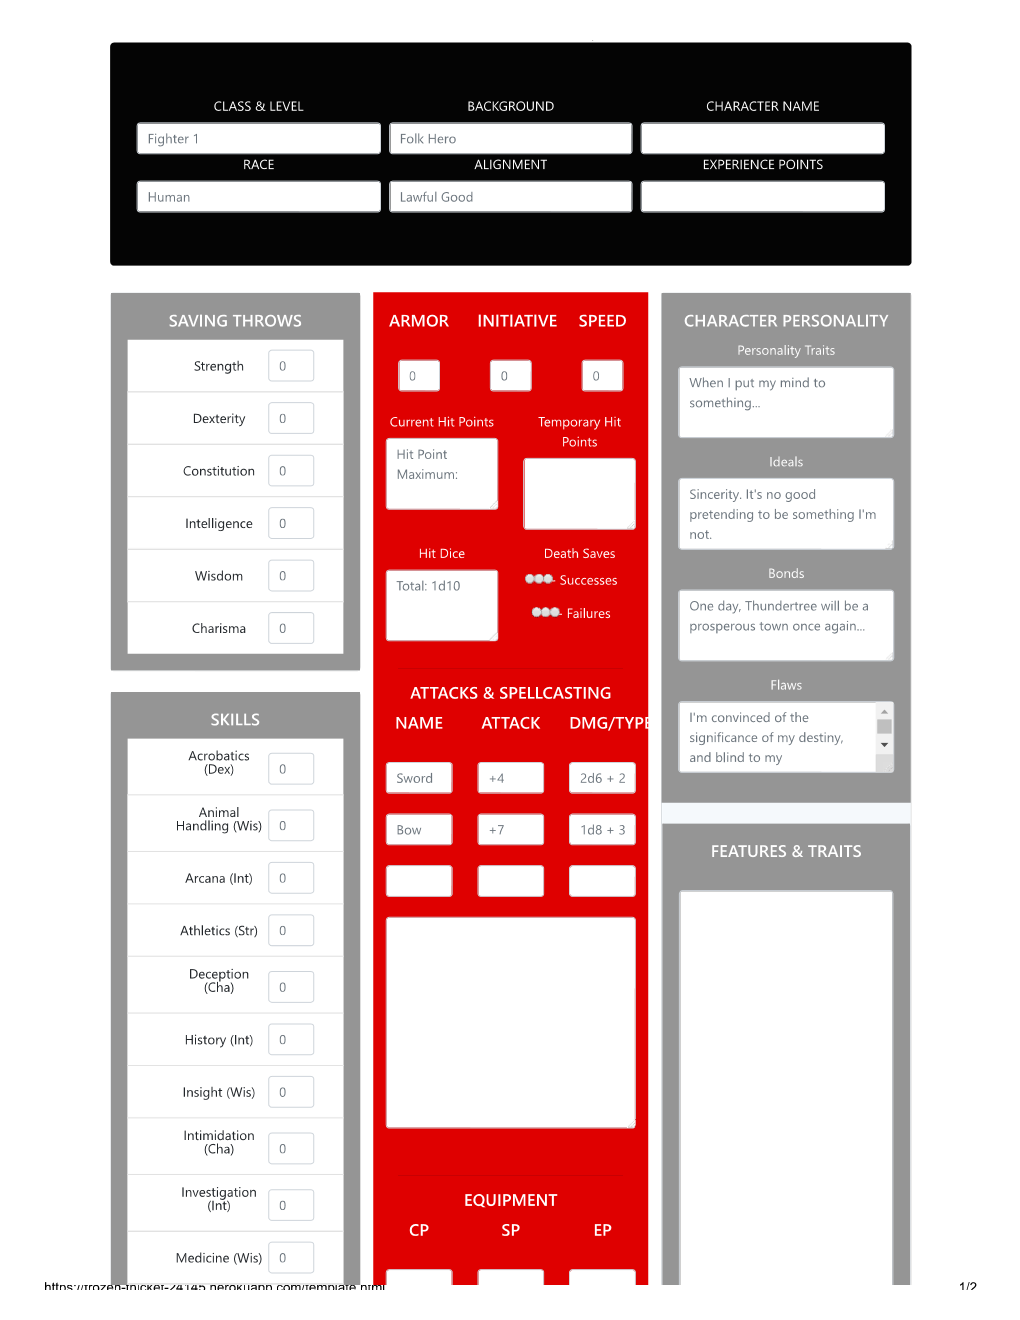 CLASS & LEVEL BACKGROUND CHARACTER NAME
Fighter 1 Folk Hero
RACE ALIGNMENT EXPERIENCE POINTS
Human Lawful Good
SAVING THROWS
Strength 0
Dexterity 0
Constitution 0
Intelligence 0
Wisdom 0
Charisma 0
SKILLS
Acrobatics
(Dex) 0
Animal
Handling (Wis) 0
Arcana (Int) 0
Athletics (Str) 0
Deception
(Cha) 0
History (Int) 0
Insight (Wis) 0
Intimidation
(Cha) 0
Investigation
(Int) 0
Medicine (Wis) 0
ARMOR INITIATIVE SPEED
0 0 0
Current Hit Points Temporary Hit
Points
Hit Point
Maximum:
Hit Dice Death Saves
Total: 1d10
Successes
Failures
ATTACKS & SPELLCASTING
NAME ATTACK DMG/TYPE
Sword +4 2d6 + 2
Bow +7 1d8 + 3
EQUIPMENT
CP SP EP
CHARACTER PERSONALITY
Personality Traits
When I put my mind to
something...
Ideals
Sincerity. It's no good
pretending to be something I'm
not.
Bonds
One day, Thundertree will be a
prosperous town once again...
Flaws
I'm convinced of the
significance of my destiny,
and blind to my
FEATURES & TRAITS
https://frozen-thicket-24145.herokuapp.com/template.html 1/2